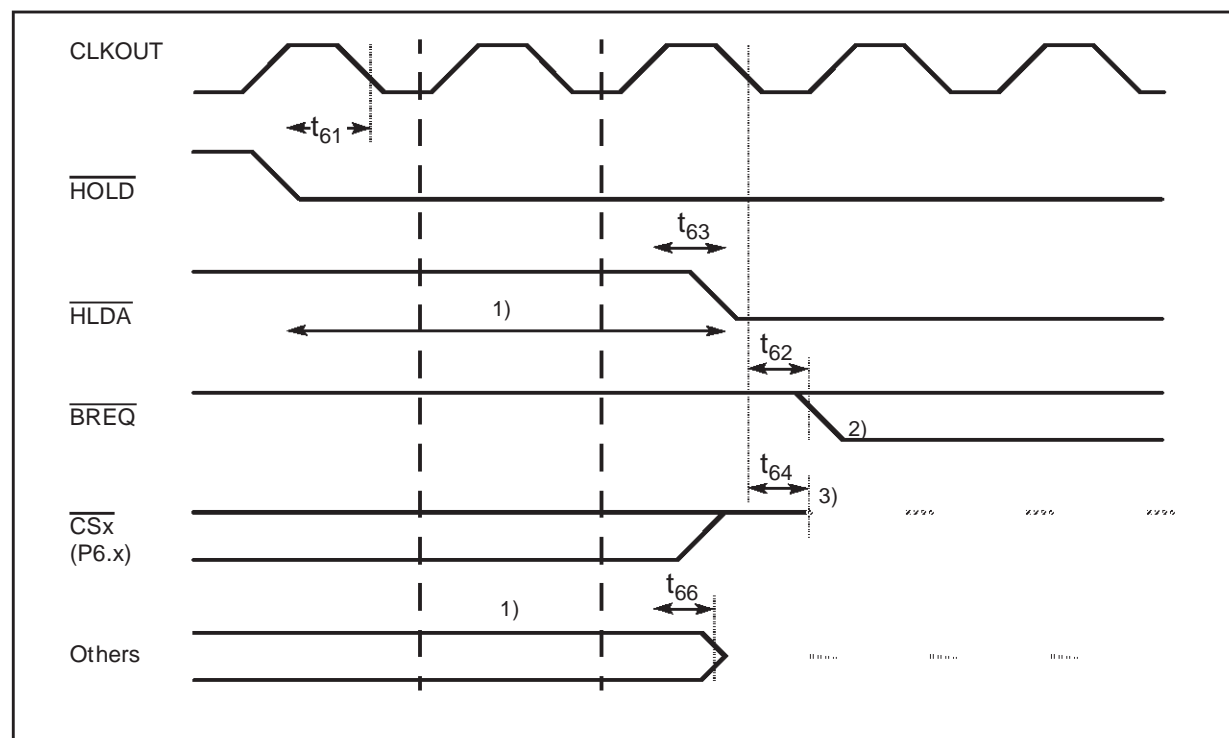 CLKOUT
t61
HOLD
t63
HLDA
1)
t62
BREQ
2)
t64
3)
CSx
(P6.x)
t66
1)
Others